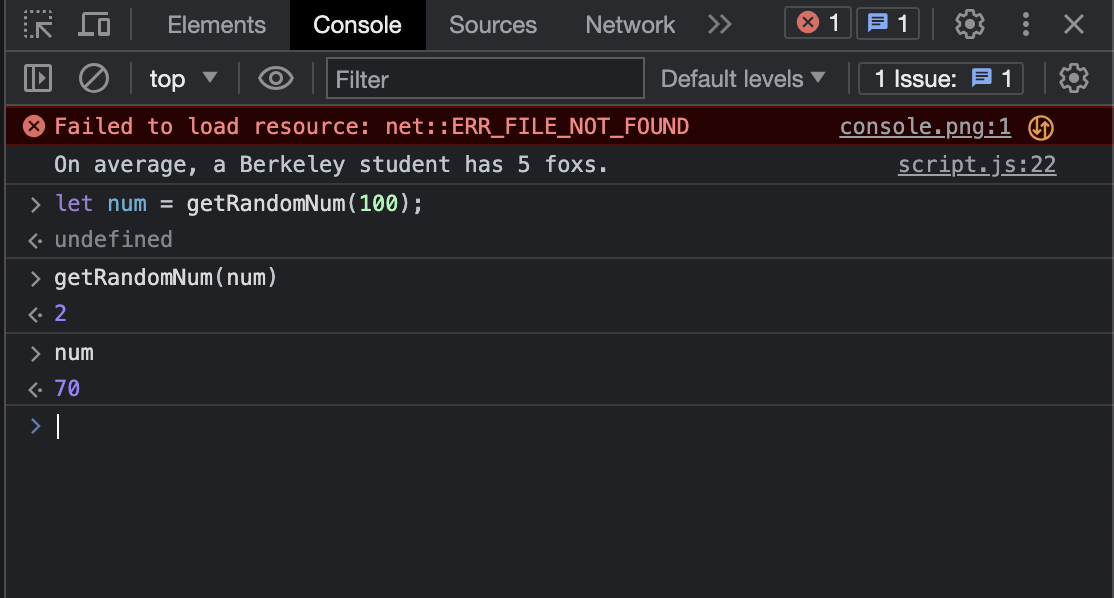 Elements Console Sources Network 1 1
top Filter Default levels 1 Issue: 1
Failed to load resource: net::ERR_FILE_NOT_FOUND console.png:1
On average, a Berkeley student has 5 foxs. script.js:22
let num = getRandomNum(100);
undefined
getRandomNum(num)
2
num
70